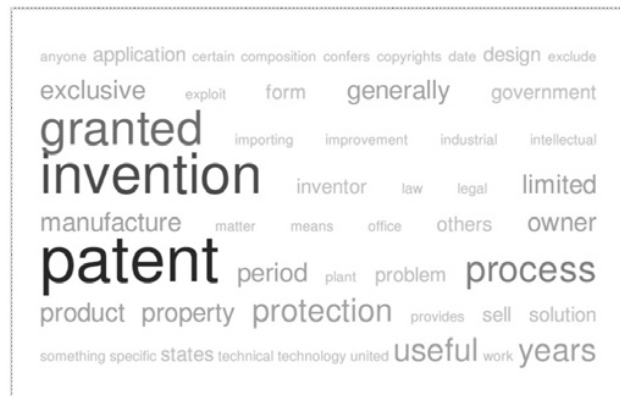 anyone application certain composition confers copyrights date design exclude
exclusive exploit form generally government
granted importing improvement industrial intellectual
invention inventor law legal limited
manufacture matter means office others owner
patent period plant problem process
product property protection provides sell solution
something specific states technical technology united useful work years